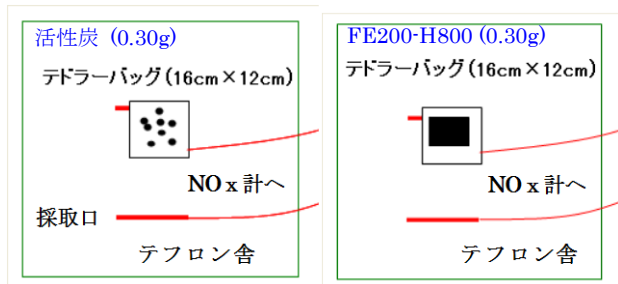 活性炭 (0.30g)
テドラーバッグ(16cm×12cm)
NOx計へ
採取口
テフロン舎
FE200-H800 (0.30g)
テドラーバッグ(16cm×12cm)
NOx計へ
テフロン舎